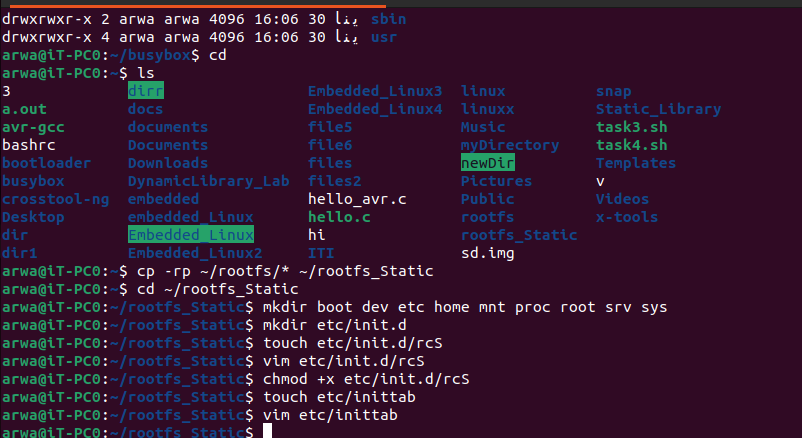 drwxrwxr-x 2 arwa arwa 4096 16:06 30 يناير sbin
drwxrwxr-x 4 arwa arwa 4096 16:06 30 يناير usr
arwa@iT-PC0:~/busybox$ cd
arwa@iT-PC0:~$ ls
3 dirr Embedded_Linux3 linux snap
a.out docs Embedded_Linux4 linuxx Static_Library
avr-gcc documents file5 Music task3.sh
bashrc Documents file6 myDirectory task4.sh
bootloader Downloads files newDir Templates
busybox DynamicLibrary_Lab files2 Pictures v
crosstool-ng embedded hello_avr.c Public Videos
Desktop embedded_Linux hello.c rootfs x-tools
dir Embedded_Linux hi rootfs_Static
dir1 Embedded_Linux2 ITI sd.img
arwa@iT-PC0:~$ cp -rp ~/rootfs/* ~/rootfs_Static
arwa@iT-PC0:~$ cd ~/rootfs_Static
arwa@iT-PC0:~/rootfs_Static$ mkdir boot dev etc home mnt proc root srv sys
arwa@iT-PC0:~/rootfs_Static$ mkdir etc/init.d
arwa@iT-PC0:~/rootfs_Static$ touch etc/init.d/rcS
arwa@iT-PC0:~/rootfs_Static$ vim etc/init.d/rcS
arwa@iT-PC0:~/rootfs_Static$ chmod +x etc/init.d/rcS
arwa@iT-PC0:~/rootfs_Static$ touch etc/inittab
arwa@iT-PC0:~/rootfs_Static$ vim etc/inittab
arwa@iT-PC0:~/rootfs_Static$